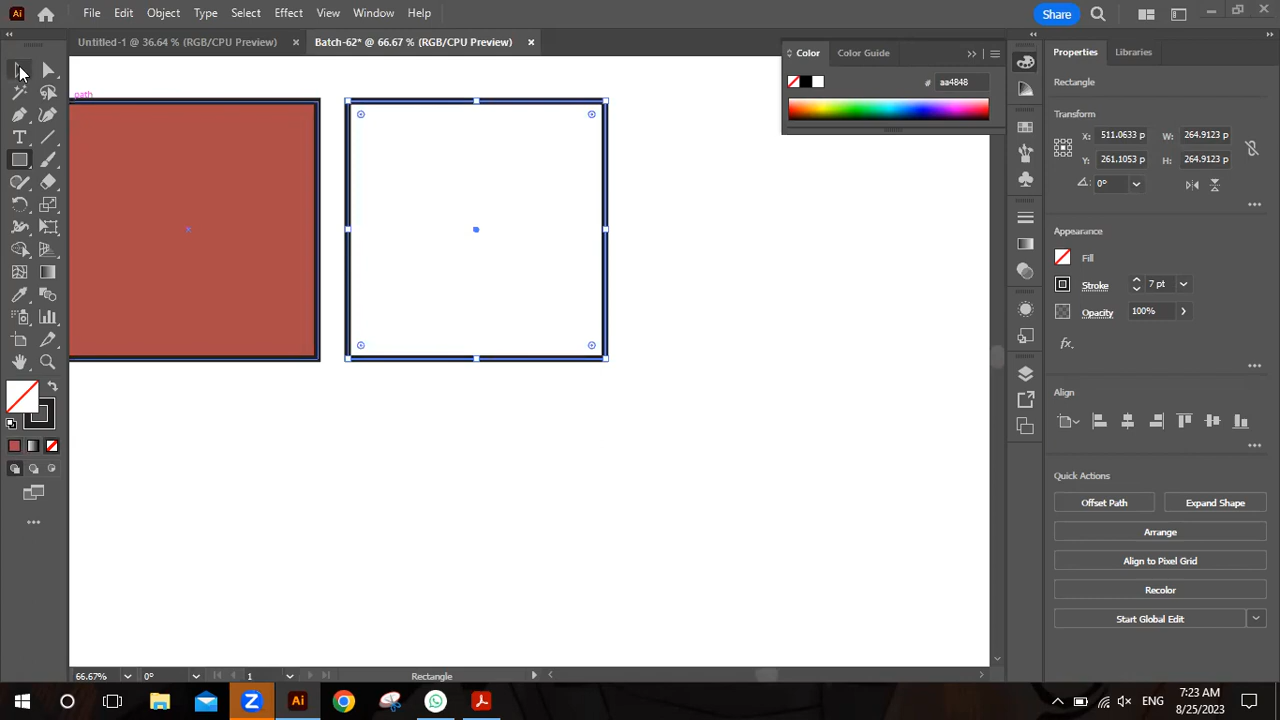 Ai File Edit Object Type Select Effect View Window Help Share
Untitled-1 @ 36.64 % (RGB/CPU Preview) × Batch-62* @ 66.67 % (RGB/CPU Preview) ×
path
Color Color Guide
# aa4848
Properties Libraries
Rectangle
Transform
X: 511.0633 p W: 264.9123 p
Y: 261.1053 p H: 264.9123 p
0°
Appearance
Fill
Stroke 7 pt
Opacity 100%
fx.
Align
Quick Actions
Offset Path Expand Shape
Arrange
Align to Pixel Grid
Recolor
Start Global Edit
66.67% 0° 1 Rectangle
Z Ai
ENG 7:23 AM
8/25/2023